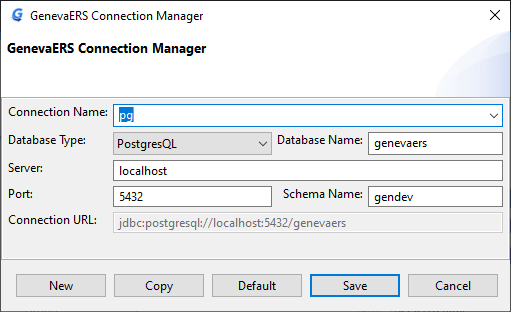 GenevaERS Connection Manager
GenevaERS Connection Manager
Connection Name: pg
Database Type: PostgresQL Database Name: genevaers
Server: localhost
Port: 5432 Schema Name: gendev
Connection URL: jdbc:postgresql://localhost:5432/genevaers
New Copy Default Save Cancel